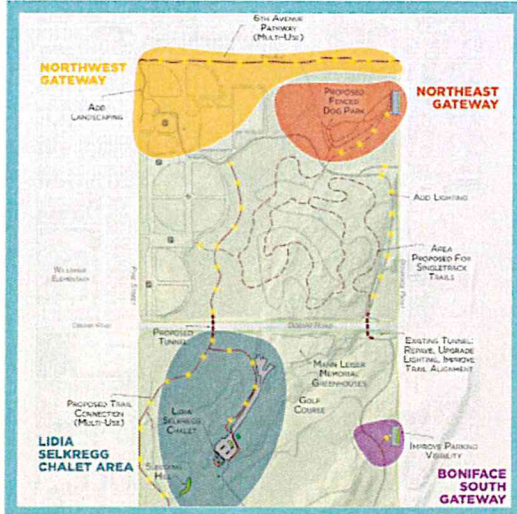 6TH AVENUE
PATHWAY
(MULTI-USE)
NORTHWEST
GATEWAY
ADD
LANDSCAPING
PROPOSED
FENCED
DOG PARK
NORTHEAST
GATEWAY
ADD LIGHTING
AREA
PROPOSED FOR
SINGLETRACK
TRAILS
ELEMENTARY
PINE STREET
DEBARR ROAD
DEBARR ROAD
PROPOSED
TUNNEL
EXISTING TUNNEL:
REPAVE, UPGRADE
LIGHTING, IMPROVE
TRAIL ALIGNMENT
MANN LEISER
MEMORIAL
GREENHOUSES
GOLF
COURSE
PROPOSED TRAIL
CONNECTION
(MULTI-USE)
LIDIA
SELKREGG
CHALET
LIDIA
SELKREGG
CHALET AREA
SLEDDING
HILL
IMPROVE PARKING
VISIBILITY
BONIFACE
SOUTH
GATEWAY